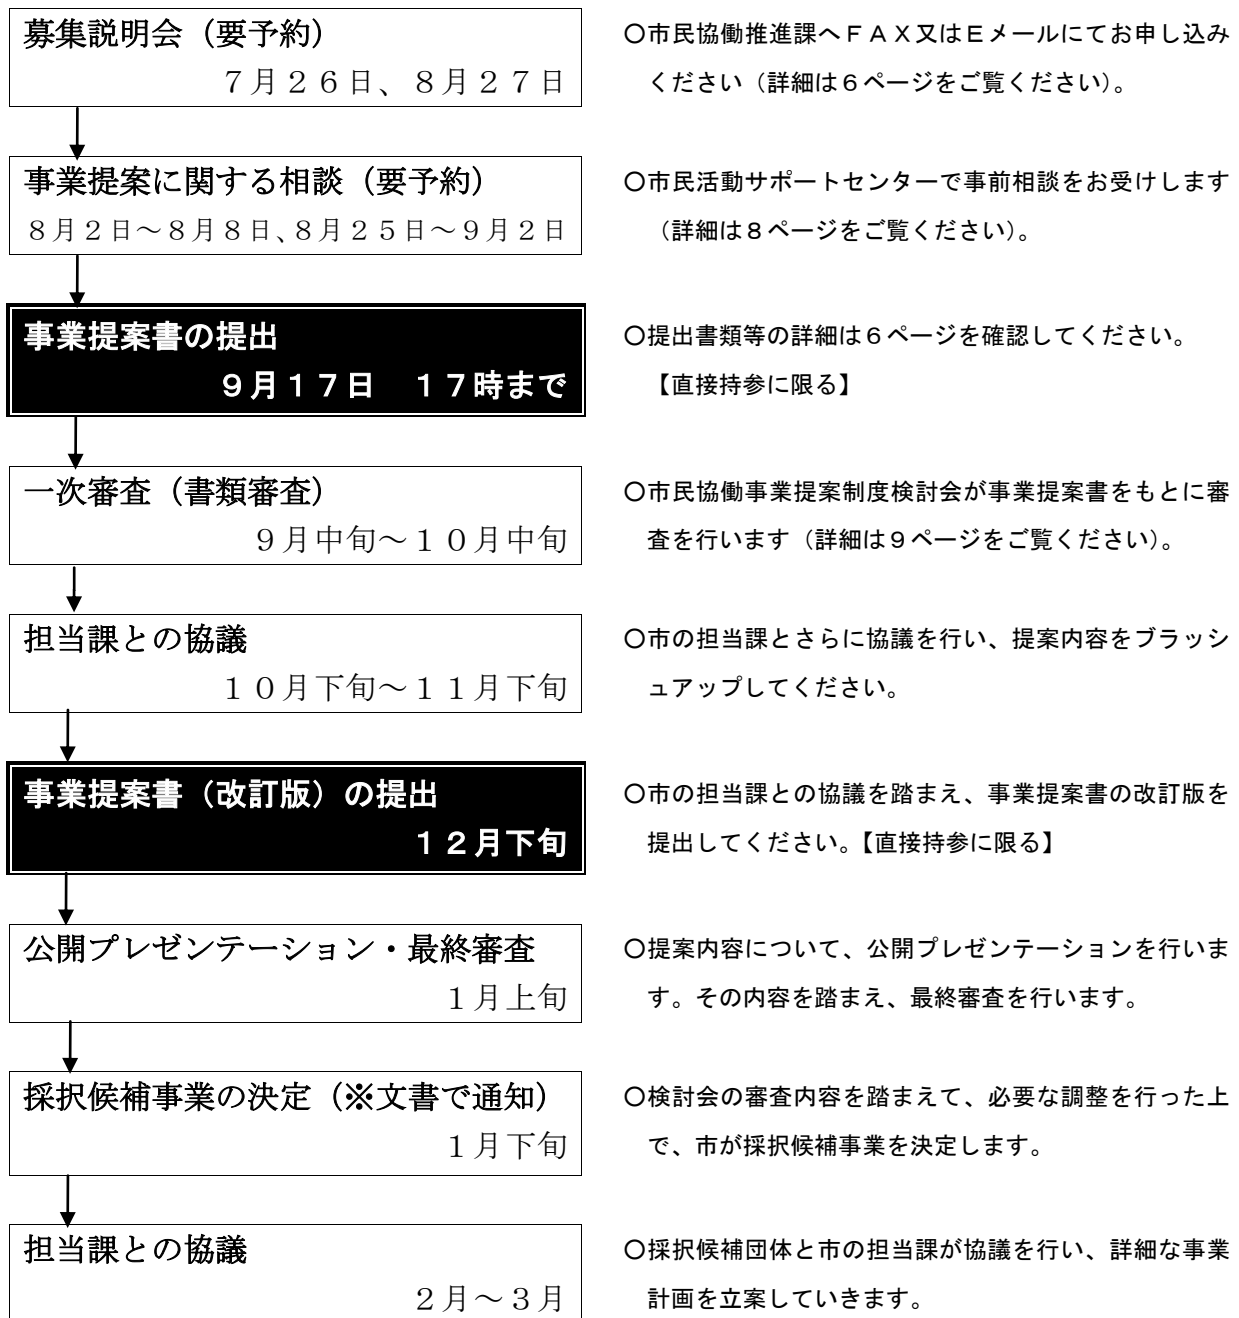 募集説明会（要予約）
７月２６日、８月２７日
○市民協働推進課へＦＡＸ又はＥメールにてお申し込み
ください（詳細は６ページをご覧ください）。
事業提案に関する相談（要予約）
８月２日～８月８日、８月２５日～９月２日
○市民活動サポートセンターで事前相談をお受けします
（詳細は８ページをご覧ください）。
事業提案書の提出
９月１７日　１７時まで
○提出書類等の詳細は６ページを確認してください。
【直接持参に限る】
一次審査（書類審査）
９月中旬～１０月中旬
○市民協働事業提案制度検討会が事業提案書をもとに審
査を行います（詳細は９ページをご覧ください）。
担当課との協議
１０月下旬～１１月下旬
○市の担当課とさらに協議を行い、提案内容をブラッシ
ュアップしてください。
事業提案書（改訂版）の提出
１２月下旬
○市の担当課との協議を踏まえ、事業提案書の改訂版を
提出してください。【直接持参に限る】
公開プレゼンテーション・最終審査
１月上旬
○提案内容について、公開プレゼンテーションを行いま
す。その内容を踏まえ、最終審査を行います。
採択候補事業の決定（※文書で通知）
１月下旬
○検討会の審査内容を踏まえて、必要な調整を行った上
で、市が採択候補事業を決定します。
担当課との協議
２月～３月
○採択候補団体と市の担当課が協議を行い、詳細な事業
計画を立案していきます。